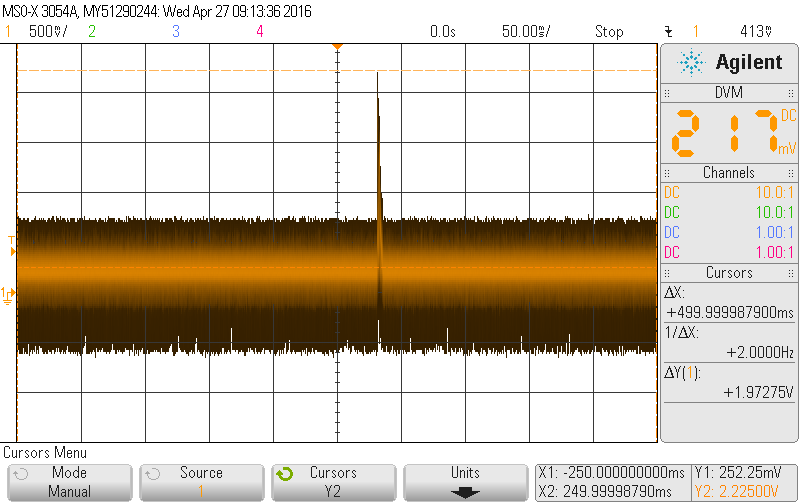 MSO-X 3054A, MY51290244: Wed Apr 27 09:13:36 2016
1 500mV/ 2 3 4 0.0s 50.00ms/ Stop 1 413mV
Agilent
DVM
217 DC mV
Channels
DC 10.0:1
DC 10.0:1
DC 1.00:1
DC 1.00:1
Cursors
ΔX:
+499.999987900ms
1/ΔX:
+2.0000Hz
ΔY(1):
+1.97275V
T
1
Cursors Menu
Mode
Manual
Source
1
Cursors
Y2
Units
X1: -250.000000000ms
X2: 249.99998790ms
Y1: 252.25mV
Y2: 2.22500V